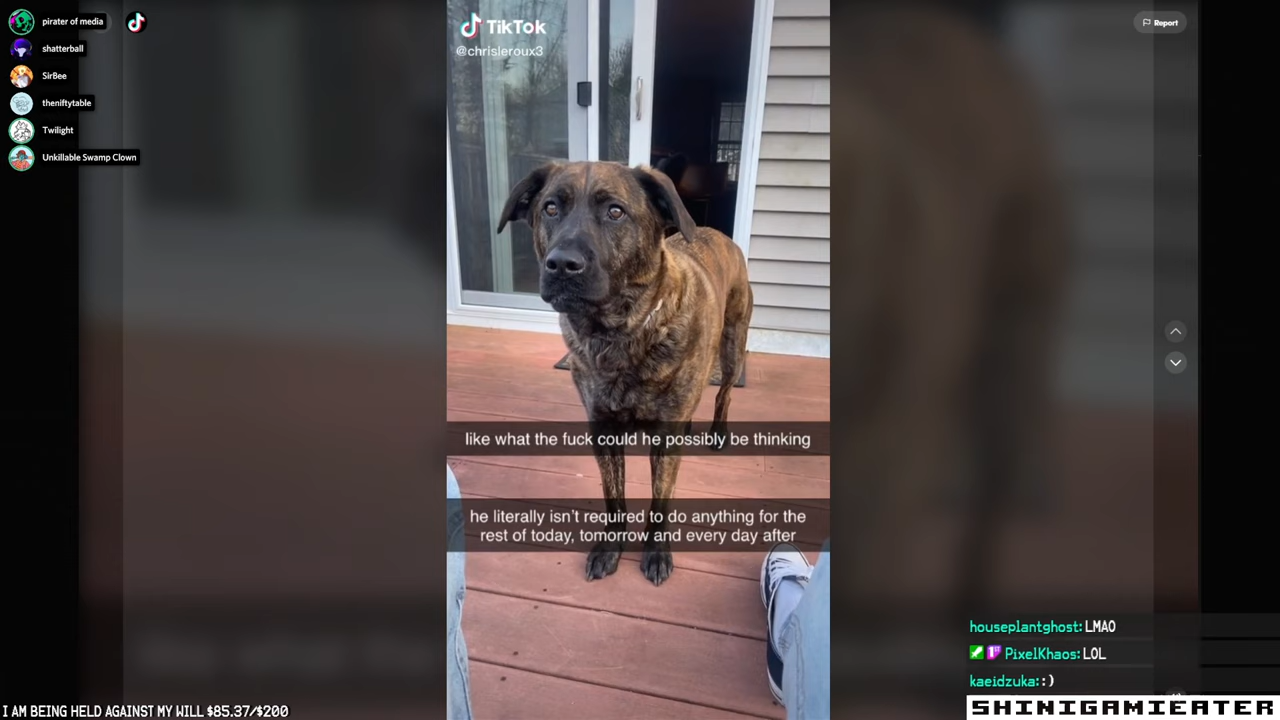 pirater of media
shatterball
SirBee
theniftytable
Twilight
Unkillable Swamp Clown
TikTok
@chrisleroux3
Report
like what the fuck could he possibly be thinking
he literally isn't required to do anything for the
rest of today, tomorrow and every day after
houseplantghost: LMAO
PixelKhaos: LOL
kaeidzuka: :)
I AM BEING HELD AGAINST MY WILL $85.37/$200
SHINIGAMIEATER